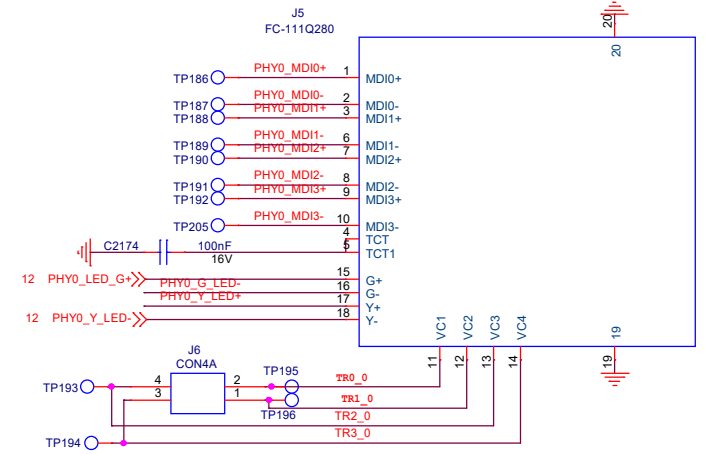 J5
FC-111Q280
20
20
TP186 PHY0_MDI0+ 1 MDI0+
TP187 PHY0_MDI0- 2 MDI0-
TP188 PHY0_MDI1+ 3 MDI1+
TP189 PHY0_MDI1- 6 MDI1-
TP190 PHY0_MDI2+ 7 MDI2+
TP191 PHY0_MDI2- 8 MDI2-
TP192 PHY0_MDI3+ 9 MDI3+
TP205 PHY0_MDI3- 10 MDI3-
4 TCT
C2174 100nF 5 TCT1
16V
12 PHY0_LED_G+ 15 G+
PHY0_G_LED- 16 G-
PHY0_Y_LED+ 17 Y+
12 PHY0_Y_LED- 18 Y-
VC1 VC2 VC3 VC4 19
11 12 13 14 19
J6
CON4A
TP193 4 2 TP195 TR0_0
3 1 TR1_0
TP196
TR2_0
TP194 TR3_0